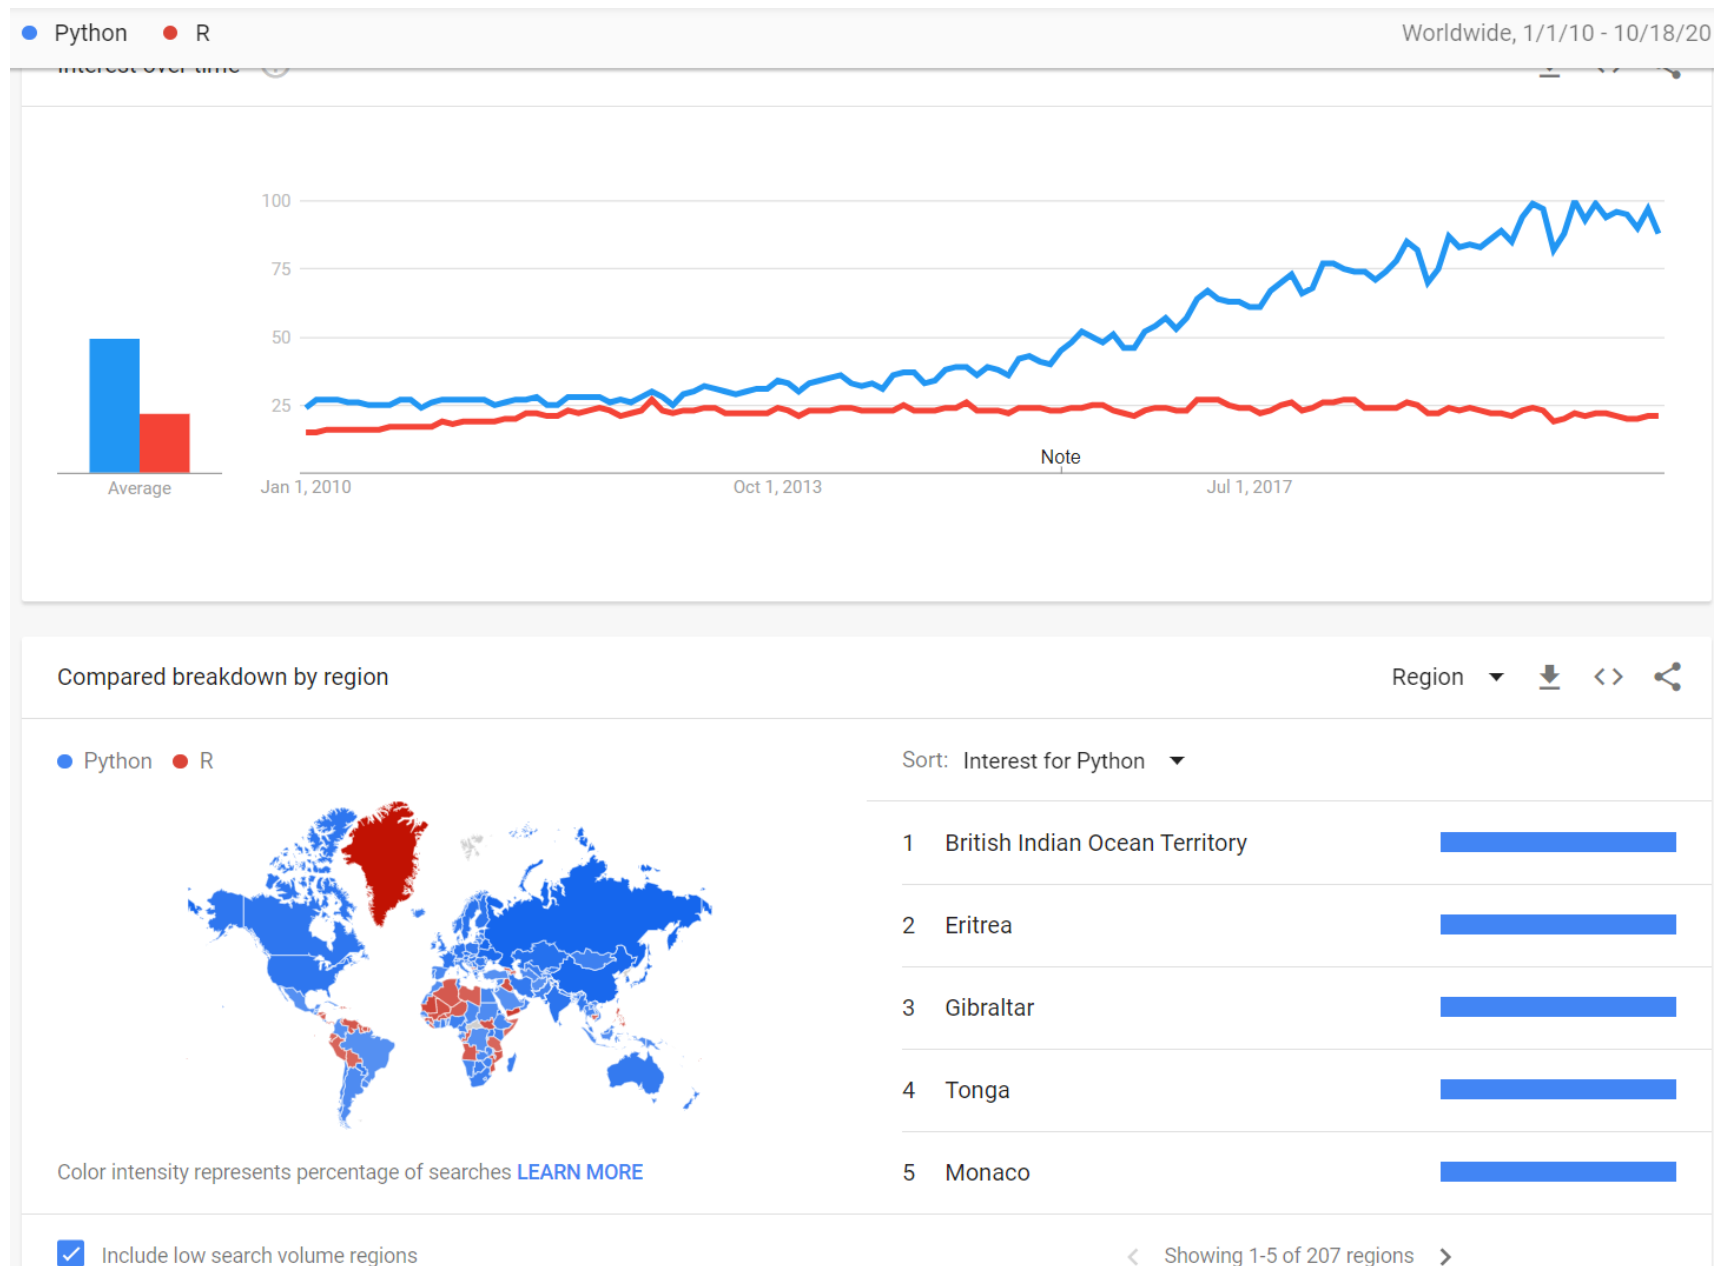 Python R Worldwide, 1/1/10 - 10/18/20
Interest over time
100
75
50
25
Note
Average Jan 1, 2010 Oct 1, 2013 Jul 1, 2017
Compared breakdown by region Region
Python R
Sort: Interest for Python
1 British Indian Ocean Territory
2 Eritrea
3 Gibraltar
4 Tonga
5 Monaco
Color intensity represents percentage of searches LEARN MORE
Include low search volume regions
Showing 1-5 of 207 regions